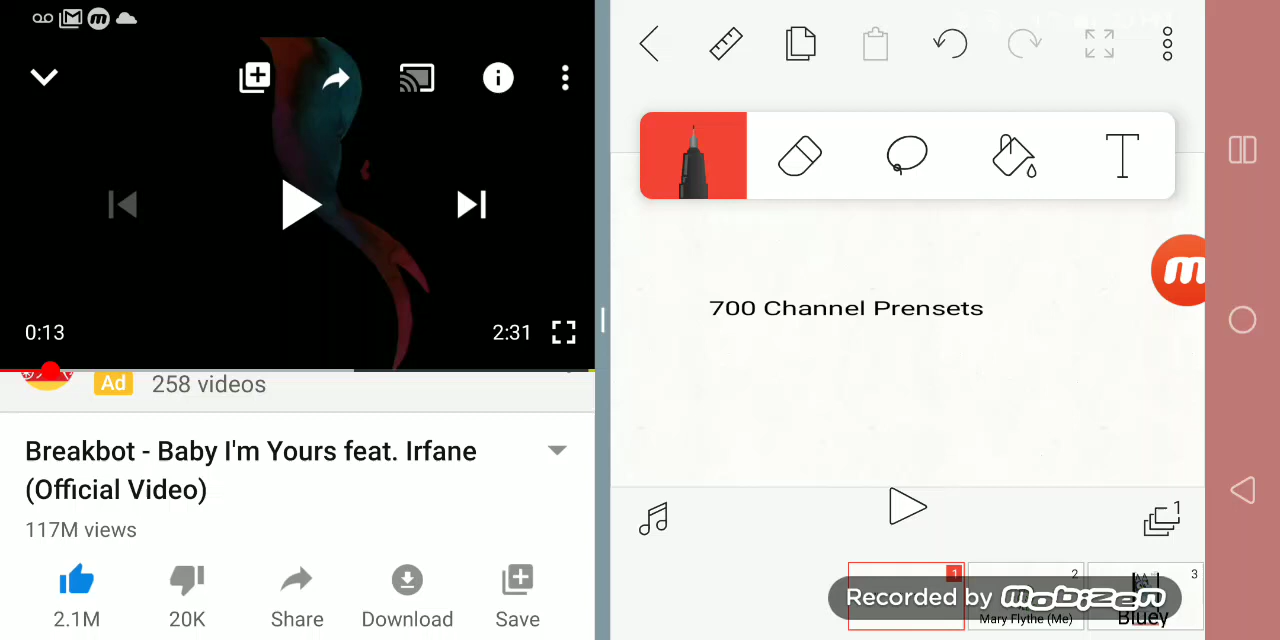 0:13
2:31
Ad 258 videos
Breakbot - Baby I'm Yours feat. Irfane
(Official Video)
117M views
2.1M
20K
Share
Download
Save
T
700 Channel Prensets
1
1
2
3
Recorded by mobizen
Mary Flythe (Me)
Bluey